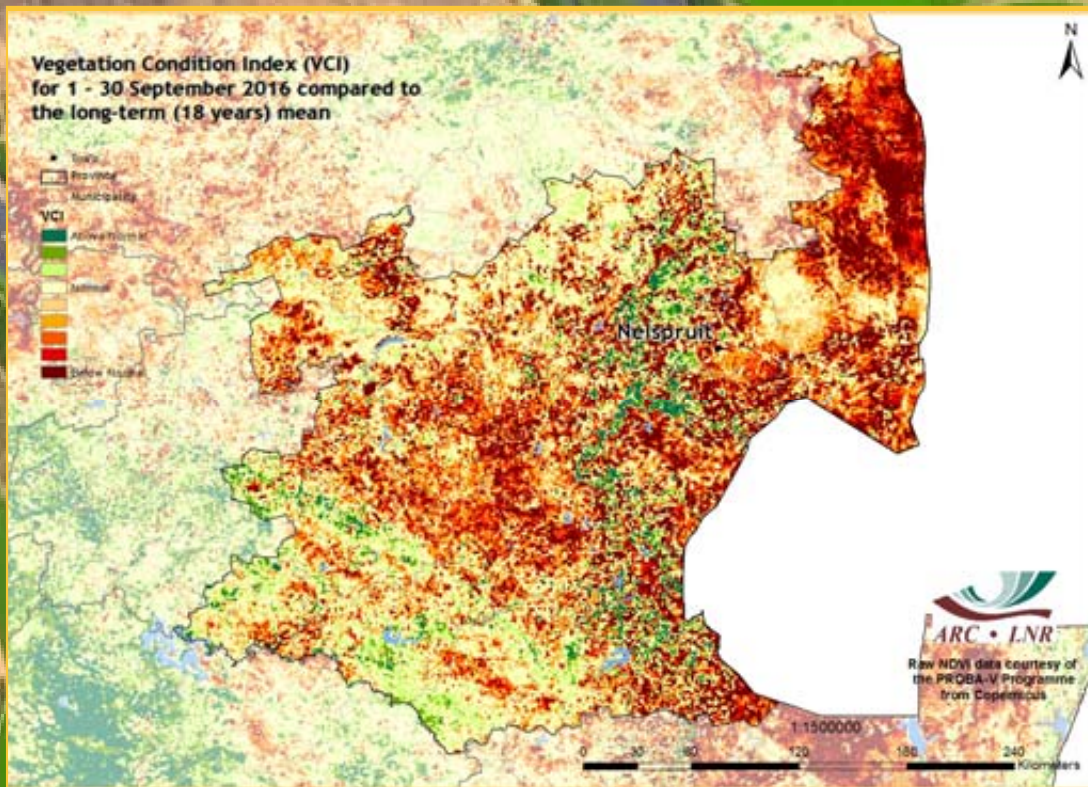 Vegetation Condition Index (VCI)
for 1 - 30 September 2016 compared to
the long-term (18 years) mean
N
Town
Province
Municipality
VCI
Above Normal
Normal
Below Normal
Nelspruit
ARC • LNR
Raw NDVI data courtesy of
the PROBA-V Programme
from Copernicus
1:1500000
0 30 60 120 180 240
Kilometers